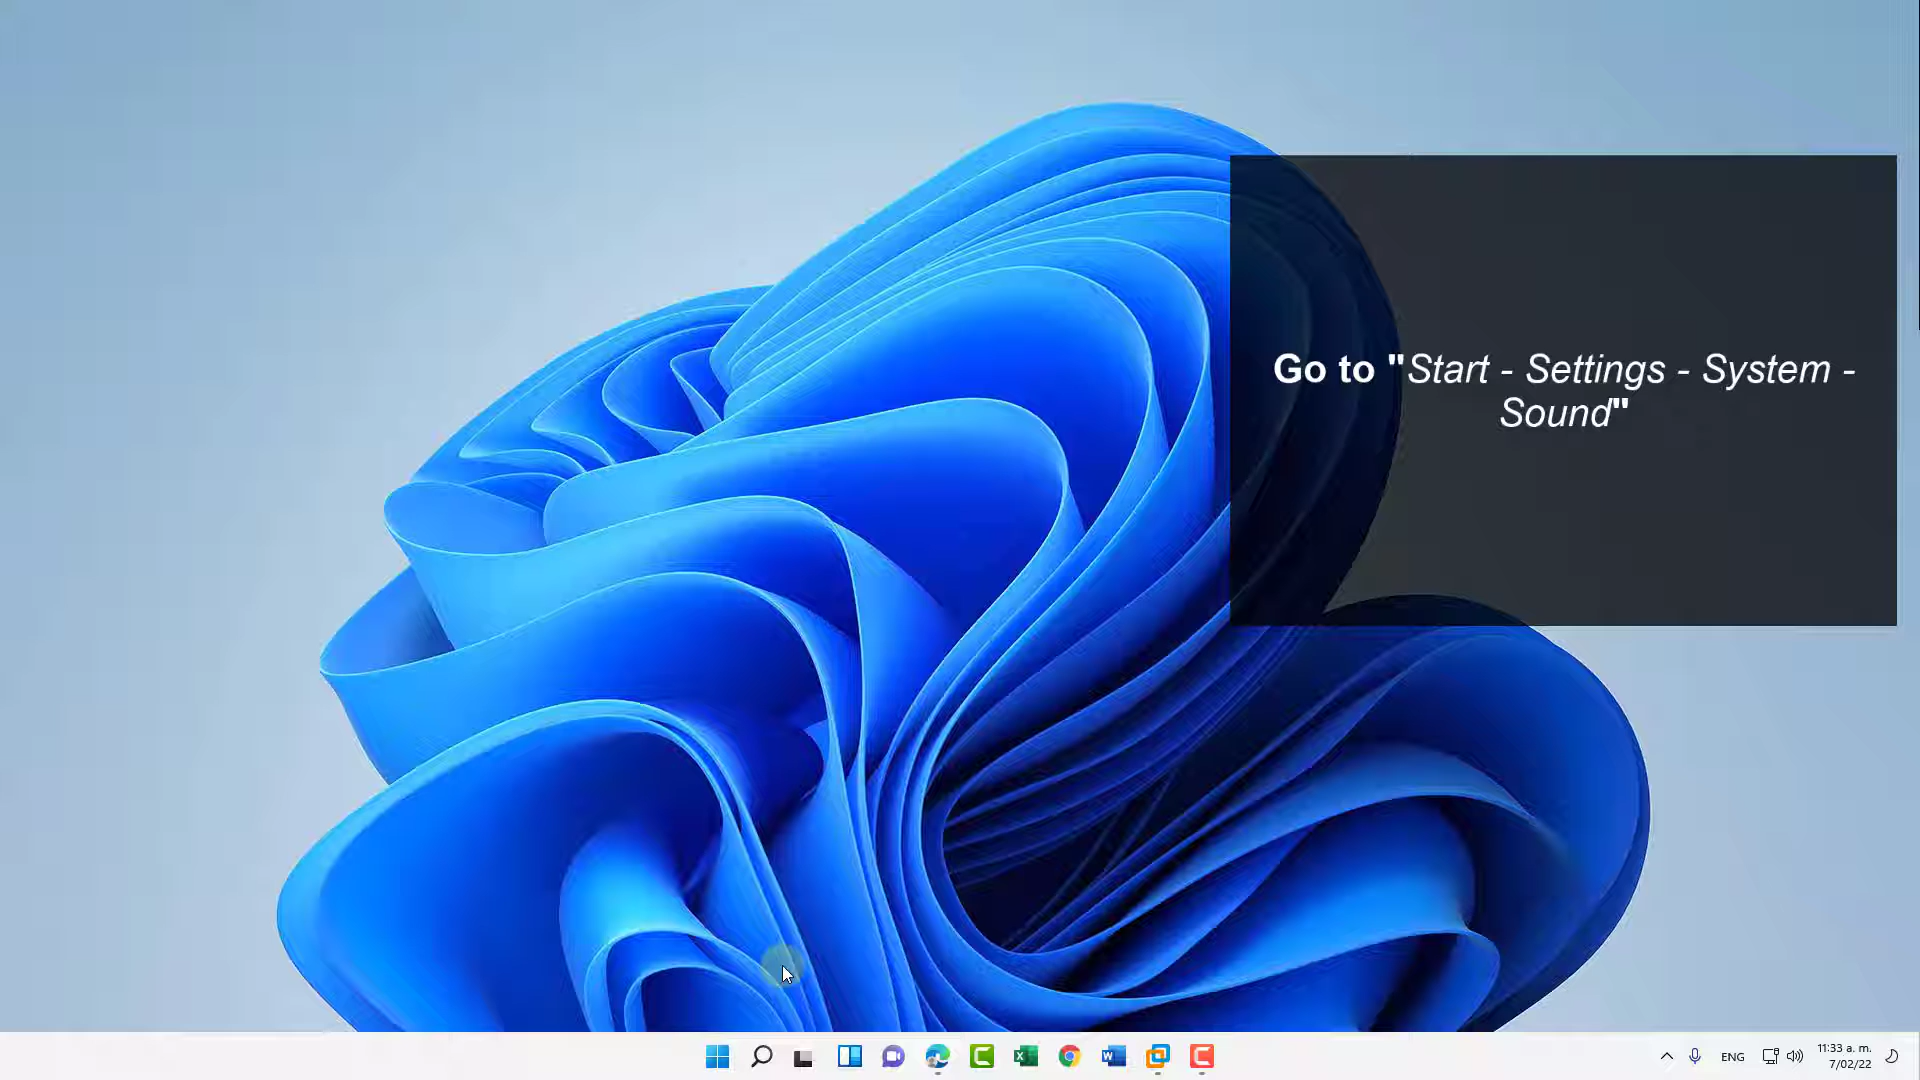 Go to "Start - Settings - System -
Sound"
ENG
11:33 a. m.
7/02/22